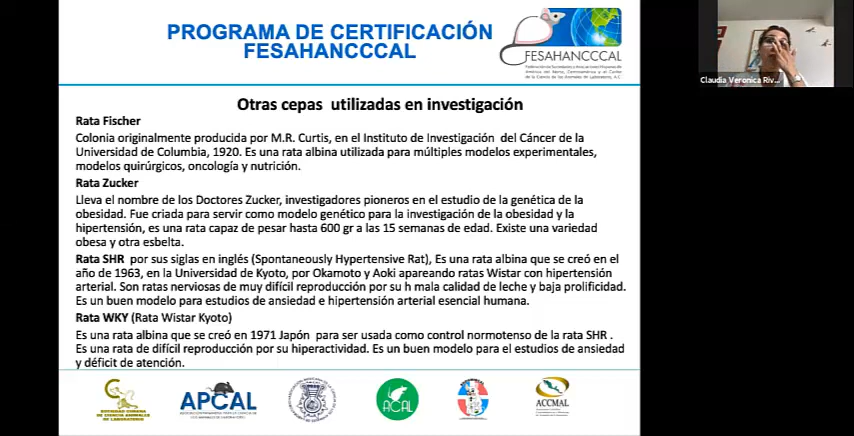 PROGRAMA DE CERTIFICACIÓN
FESAHANCCCAL
FESAHANCCCAL
Claudia Veronica Riv...
Otras cepas utilizadas en investigación
Rata Fischer
Colonia originalmente producida por M.R. Curtis, en el Instituto de Investigación del Cáncer de la
Universidad de Columbia, 1920. Es una rata albina utilizada para múltiples modelos experimentales,
modelos quirúrgicos, oncología y nutrición.
Rata Zucker
Lleva el nombre de los Doctores Zucker, investigadores pioneros en el estudio de la genética de la
obesidad. Fue criada para servir como modelo genético para la investigación de la obesidad y la
hipertensión, es una rata capaz de pesar hasta 600 gr a las 15 semanas de edad. Existe una variedad
obesa y otra esbelta.
Rata SHR por sus siglas en inglés (Spontaneously Hypertensive Rat), Es una rata albina que se creó en el
año de 1963, en la Universidad de Kyoto, por Okamoto y Aoki apareando ratas Wistar con hipertensión
arterial. Son ratas nerviosas de muy difícil reproducción por su h mala calidad de leche y baja prolificidad.
Es un buen modelo para estudios de ansiedad e hipertensión arterial esencial humana.
Rata WKY (Rata Wistar Kyoto)
Es una rata albina que se creó en 1971 Japón para ser usada como control normotenso de la rata SHR .
Es una rata de difícil reproducción por su hiperactividad. Es un buen modelo para el estudios de ansiedad
y déficit de atención.
APCAL
ACAL
ACCMAL